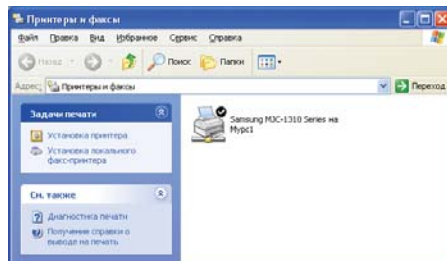 Принтеры и факсы
Файл Правка Вид Избранное Сервис Справка
Назад Поиск Папки
Адрес: Принтеры и факсы Переход
Задачи печати
Установка принтера
Установка локального факс-принтера
Samsung MJC-1310 Series на Mypc1
См. также
Диагностика печати
Получение справки о выводе на печать